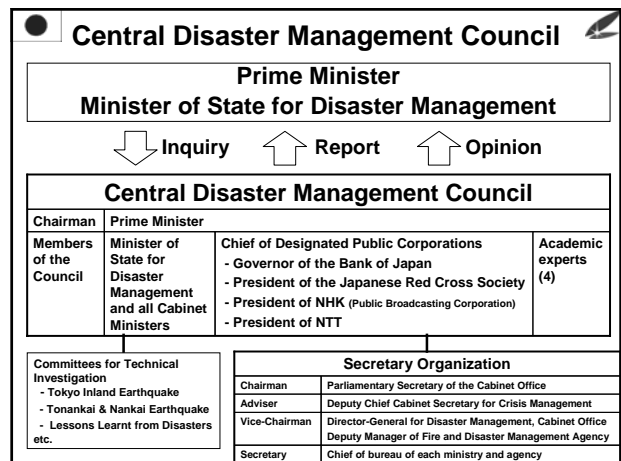 Central Disaster Management Council
Prime Minister
Minister of State for Disaster Management
Inquiry
Report
Opinion
Central Disaster Management Council
Chairman
Prime Minister
Members
of the
Council
Minister of
State for
Disaster
Management
and all Cabinet
Ministers
Chief of Designated Public Corporations
- Governor of the Bank of Japan
- President of the Japanese Red Cross Society
- President of NHK (Public Broadcasting Corporation)
- President of NTT
Academic
experts
(4)
Committees for Technical
Investigation
- Tokyo Inland Earthquake
- Tonankai & Nankai Earthquake
- Lessons Learnt from Disasters
etc.
Secretary Organization
Chairman
Parliamentary Secretary of the Cabinet Office
Adviser
Deputy Chief Cabinet Secretary for Crisis Management
Vice-Chairman
Director-General for Disaster Management, Cabinet Office
Deputy Manager of Fire and Disaster Management Agency
Secretary
Chief of bureau of each ministry and agency